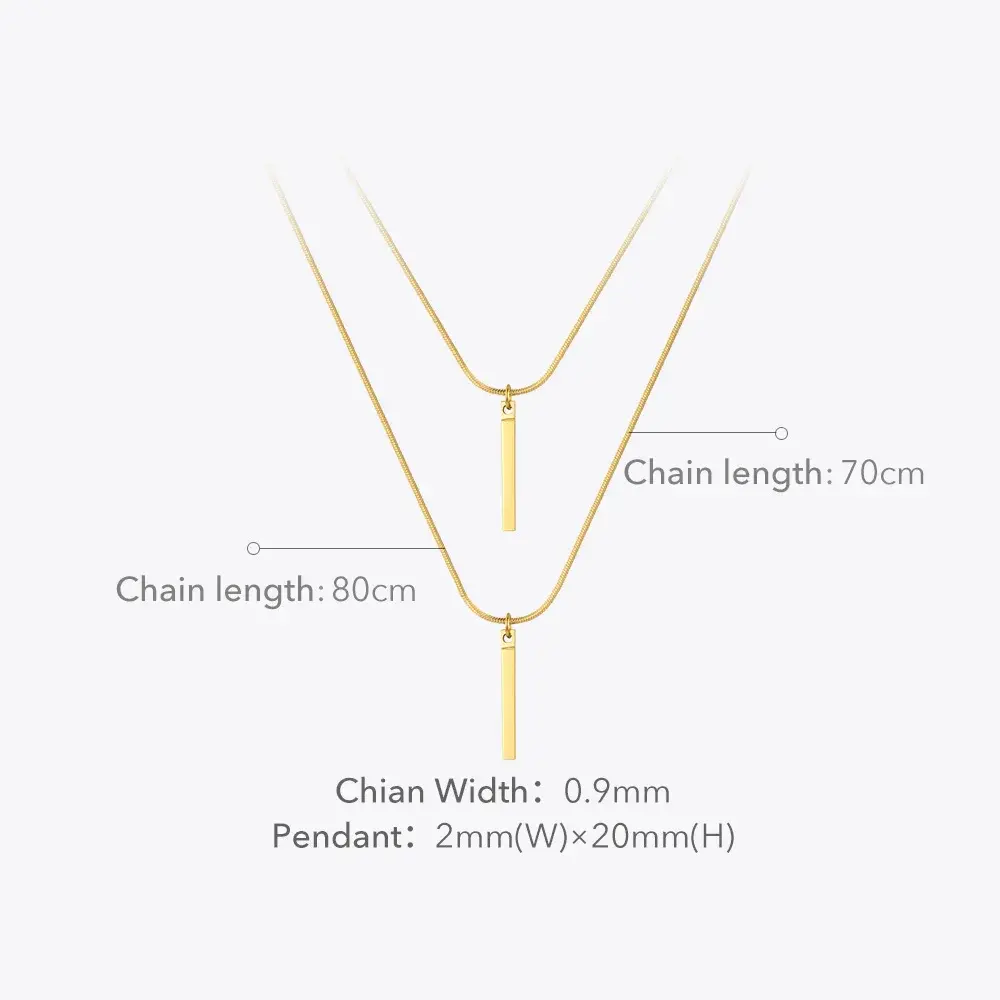 Chain length: 70cm
Chain length: 80cm
Chian Width：0.9mm
Pendant：2mm(W)×20mm(H)